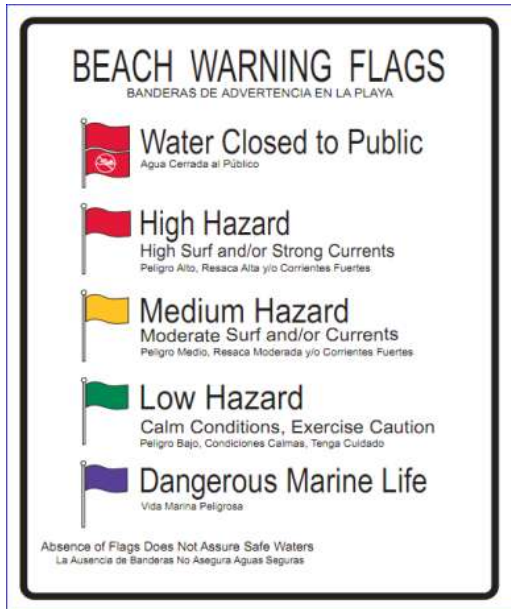 BEACH WARNING FLAGS
BANDERAS DE ADVERTENCIA EN LA PLAYA
Water Closed to Public
Agua Cerrada al Público
High Hazard
High Surf and/or Strong Currents
Peligro Alto, Resaca Alta y/o Corrientes Fuertes
Medium Hazard
Moderate Surf and/or Currents
Peligro Medio, Resaca Moderada y/o Corrientes Fuertes
Low Hazard
Calm Conditions, Exercise Caution
Peligro Bajo, Condiciones Calmas, Tenga Cuidado
Dangerous Marine Life
Vida Marina Peligrosa
Absence of Flags Does Not Assure Safe Waters
La Ausencia de Banderas No Asegura Aguas Seguras